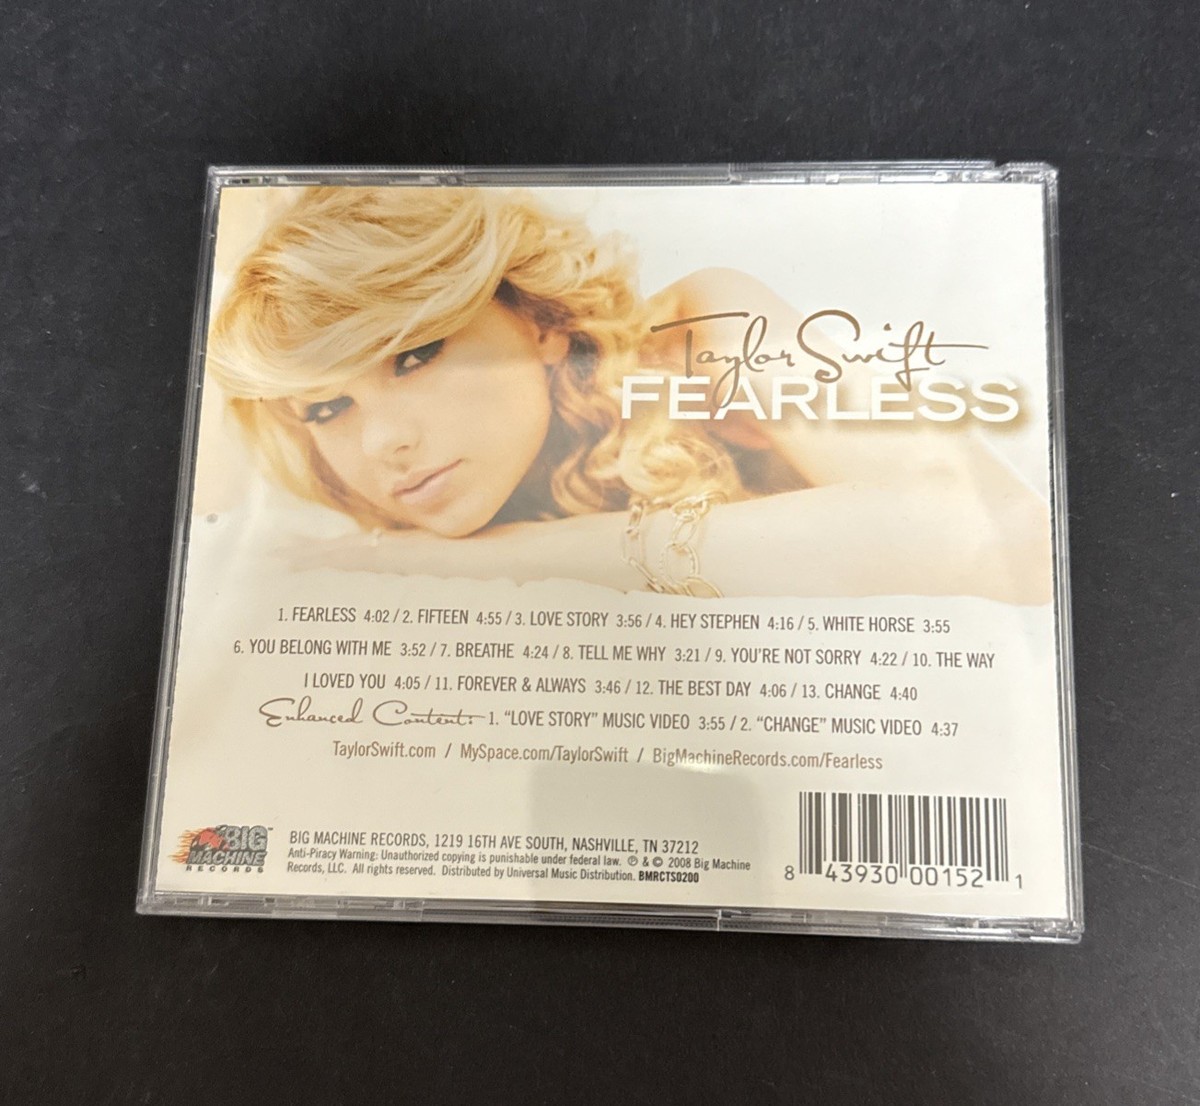 Taylor Swift
FEARLESS
1. FEARLESS 4:02 / 2. FIFTEEN 4:55 / 3. LOVE STORY 3:56 / 4. HEY STEPHEN 4:16 / 5. WHITE HORSE 3:55
6. YOU BELONG WITH ME 3:52 / 7. BREATHE 4:24 / 8. TELL ME WHY 3:21 / 9. YOU'RE NOT SORRY 4:22 / 10. THE WAY
I LOVED YOU 4:05 / 11. FOREVER & ALWAYS 3:46 / 12. THE BEST DAY 4:06 / 13. CHANGE 4:40
Enhanced Content: 1. "LOVE STORY" MUSIC VIDEO 3:55 / 2. "CHANGE" MUSIC VIDEO 4:37
TaylorSwift.com / MySpace.com/TaylorSwift / BigMachineRecords.com/Fearless
BIG
MACHINE
RECORDS
BIG MACHINE RECORDS, 1219 16TH AVE SOUTH, NASHVILLE, TN 37212
Anti-Piracy Warning: Unauthorized copying is punishable under federal law. ℗ & © 2008 Big Machine
Records, LLC. All rights reserved. Distributed by Universal Music Distribution. BMRCTS0200
8 43930 00152 1